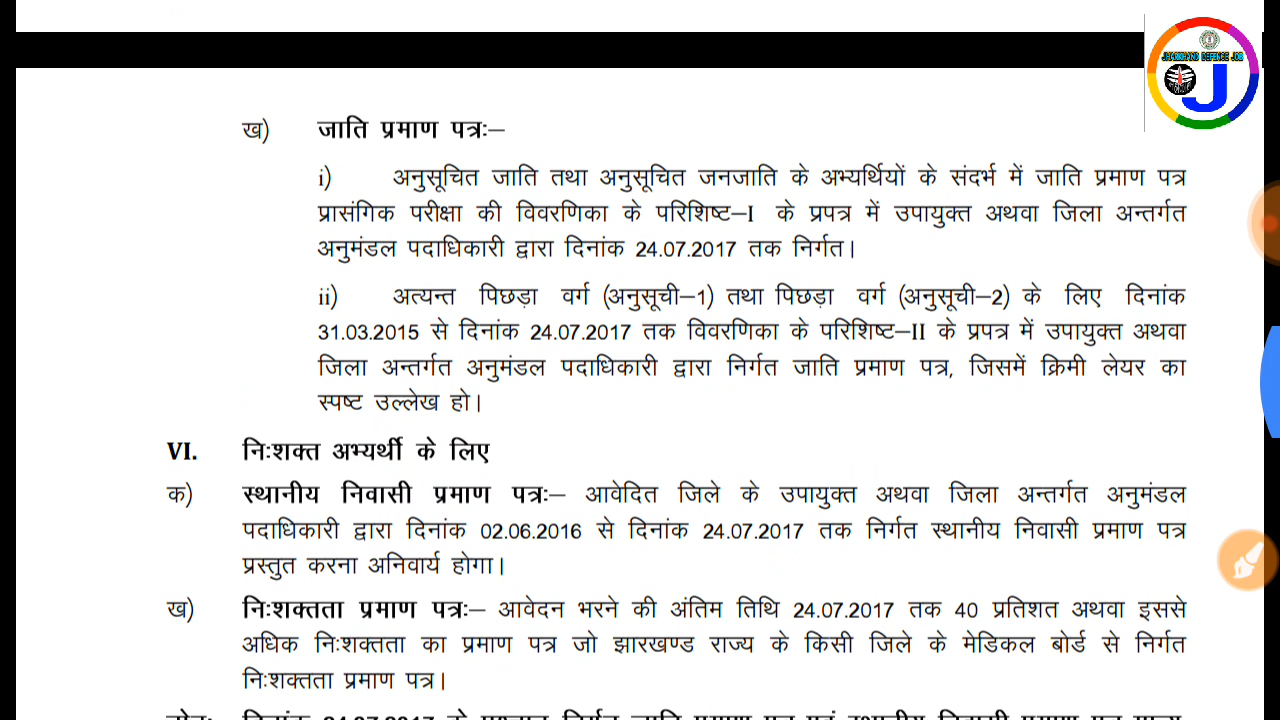 JHARKHAND DEFENCE JOB
J
ख) जाति प्रमाण पत्रः–
i) अनुसूचित जाति तथा अनुसूचित जनजाति के अभ्यर्थियों के संदर्भ में जाति प्रमाण पत्र
प्रासंगिक परीक्षा की विवरणिका के परिशिष्ट–I के प्रपत्र में उपायुक्त अथवा जिला अन्तर्गत
अनुमंडल पदाधिकारी द्वारा दिनांक 24.07.2017 तक निर्गत।
ii) अत्यन्त पिछड़ा वर्ग (अनुसूची–1) तथा पिछड़ा वर्ग (अनुसूची–2) के लिए दिनांक
31.03.2015 से दिनांक 24.07.2017 तक विवरणिका के परिशिष्ट–II के प्रपत्र में उपायुक्त अथवा
जिला अन्तर्गत अनुमंडल पदाधिकारी द्वारा निर्गत जाति प्रमाण पत्र, जिसमें क्रिमी लेयर का
स्पष्ट उल्लेख हो।
VI. निःशक्त अभ्यर्थी के लिए
क) स्थानीय निवासी प्रमाण पत्रः– आवेदित जिले के उपायुक्त अथवा जिला अन्तर्गत अनुमंडल
पदाधिकारी द्वारा दिनांक 02.06.2016 से दिनांक 24.07.2017 तक निर्गत स्थानीय निवासी प्रमाण पत्र
प्रस्तुत करना अनिवार्य होगा।
ख) निःशक्तता प्रमाण पत्रः– आवेदन भरने की अंतिम तिथि 24.07.2017 तक 40 प्रतिशत अथवा इससे
अधिक निःशक्तता का प्रमाण पत्र जो झारखण्ड राज्य के किसी जिले के मेडिकल बोर्ड से निर्गत
निःशक्तता प्रमाण पत्र।